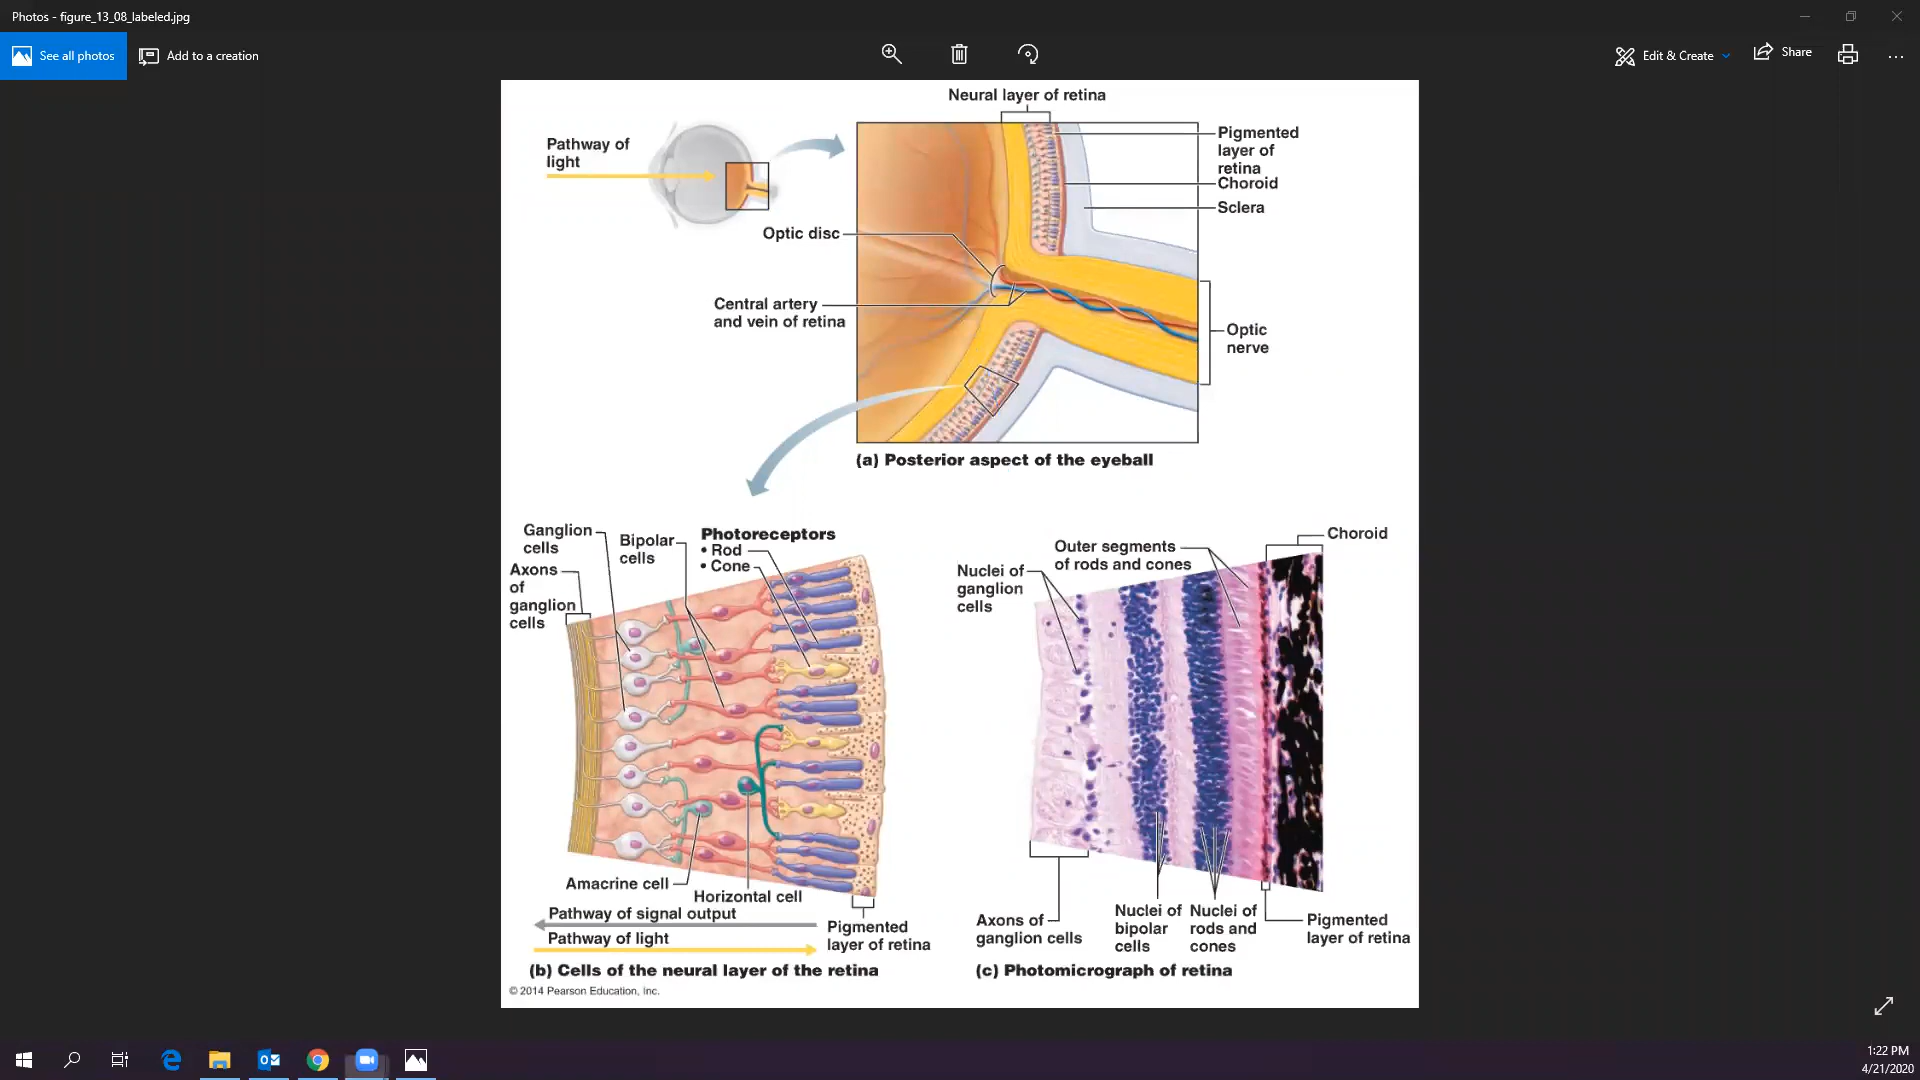 Photos - figure_13_08_labeled.jpg
See all photos
Add to a creation
Edit & Create
Share
Neural layer of retina
Pathway of
light
Pigmented
layer of
retina
Choroid
Sclera
Optic disc
Central artery
and vein of retina
Optic
nerve
(a) Posterior aspect of the eyeball
Ganglion
cells
Axons
of
ganglion
cells
Bipolar
cells
Photoreceptors
• Rod
• Cone
Amacrine cell
Horizontal cell
Pathway of signal output
Pathway of light
Pigmented
layer of retina
(b) Cells of the neural layer of the retina
Nuclei of
ganglion
cells
Outer segments
of rods and cones
Choroid
Axons of
ganglion cells
Nuclei of
bipolar
cells
Nuclei of
rods and
cones
Pigmented
layer of retina
(c) Photomicrograph of retina
© 2014 Pearson Education, Inc.
1:22 PM
4/21/2020